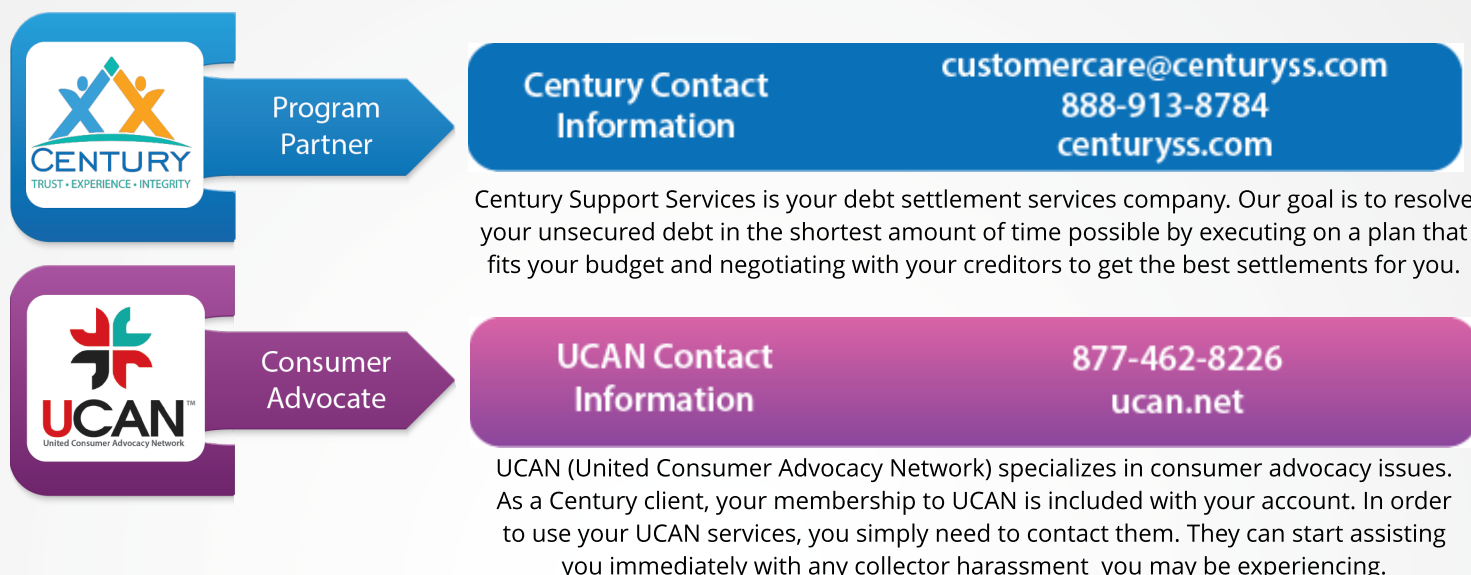 CENTURY
TRUST • EXPERIENCE • INTEGRITY
Program
Partner
Century Contact
Information
customercare@centuryss.com
888-913-8784
centuryss.com
Century Support Services is your debt settlement services company. Our goal is to resolve
your unsecured debt in the shortest amount of time possible by executing on a plan that
fits your budget and negotiating with your creditors to get the best settlements for you.
UCAN™
United Consumer Advocacy Network
Consumer
Advocate
UCAN Contact
Information
877-462-8226
ucan.net
UCAN (United Consumer Advocacy Network) specializes in consumer advocacy issues.
As a Century client, your membership to UCAN is included with your account. In order
to use your UCAN services, you simply need to contact them. They can start assisting
you immediately with any collector harassment you may be experiencing.